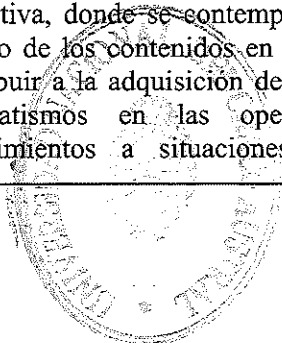 tiva, donde se contemp
o de los contenidos en
buir a la adquisición de
atismos en las ope
imientos a situaciones